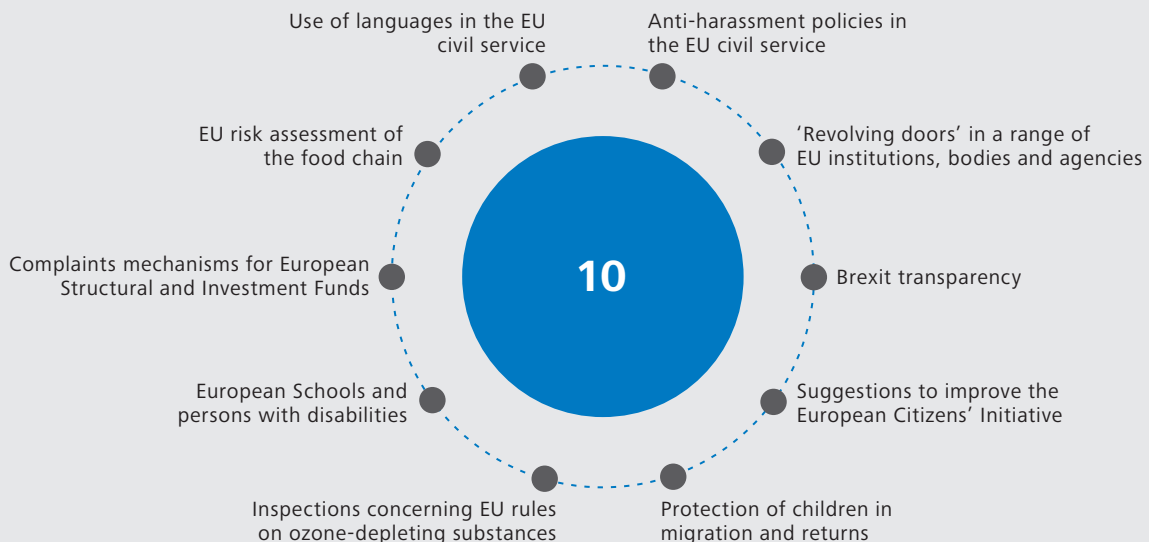 Use of languages in the EU
civil service
Anti-harassment policies in
the EU civil service
EU risk assessment of
the food chain
‘Revolving doors’ in a range of
EU institutions, bodies and agencies
Complaints mechanisms for European
Structural and Investment Funds
10
Brexit transparency
European Schools and
persons with disabilities
Suggestions to improve the
European Citizens’ Initiative
Inspections concerning EU rules
on ozone-depleting substances
Protection of children in
migration and returns